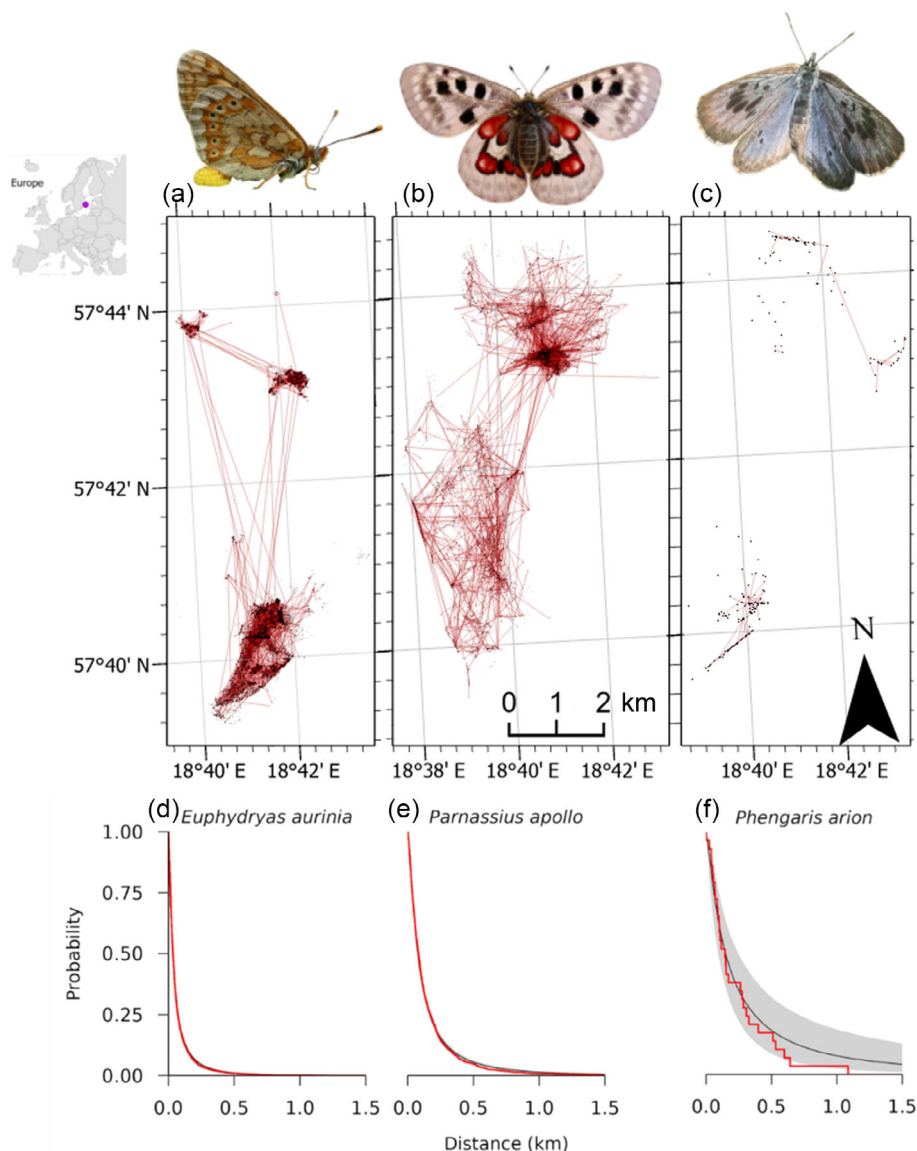 Europe
(a) (b) (c)
57°44' N
57°42' N
57°40' N
N
0 1 2 km
18°40' E 18°42' E 18°38' E 18°40' E 18°42' E 18°40' E 18°42' E
(d) Euphydryas aurinia (e) Parnassius apollo (f) Phengaris arion
1.00
0.75
0.50
0.25
0.00
Probability
0.0 0.5 1.0 1.5 0.0 0.5 1.0 1.5 0.0 0.5 1.0 1.5
Distance (km)